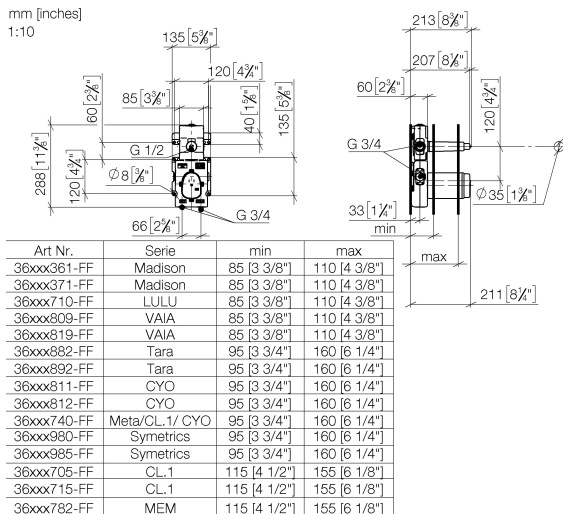 mm [inches]
1:10
135 [5⅜"]
120 [4¾"]
85 [3⅜"]
60 [2⅜"]
40 [1⅝"]
135 [5⅜"]
G 1/2
288 [11⅜"]
120 [4¾"]
Ø8 [⅜"]
G 3/4
66 [2⅝"]
213 [8⅜"]
207 [8⅛"]
60 [2⅜"]
120 [4¾"]
G 3/4
Ø35 [1⅜"]
33 [1¼"]
min
max
211 [8¼"]
Art Nr. Serie min max
36xxx361-FF Madison 85 [3 3/8"] 110 [4 3/8"]
36xxx371-FF Madison 85 [3 3/8"] 110 [4 3/8"]
36xxx710-FF LULU 85 [3 3/8"] 110 [4 3/8"]
36xxx809-FF VAIA 85 [3 3/8"] 110 [4 3/8"]
36xxx819-FF VAIA 85 [3 3/8"] 110 [4 3/8"]
36xxx882-FF Tara 95 [3 3/4"] 160 [6 1/4"]
36xxx892-FF Tara 95 [3 3/4"] 160 [6 1/4"]
36xxx811-FF CYO 95 [3 3/4"] 160 [6 1/4"]
36xxx812-FF CYO 95 [3 3/4"] 160 [6 1/4"]
36xxx740-FF Meta/CL.1/ CYO 95 [3 3/4"] 160 [6 1/4"]
36xxx980-FF Symetrics 95 [3 3/4"] 160 [6 1/4"]
36xxx985-FF Symetrics 95 [3 3/4"] 160 [6 1/4"]
36xxx705-FF CL.1 115 [4 1/2"] 155 [6 1/8"]
36xxx715-FF CL.1 115 [4 1/2"] 155 [6 1/8"]
36xxx782-FF MEM 115 [4 1/2"] 155 [6 1/8"]